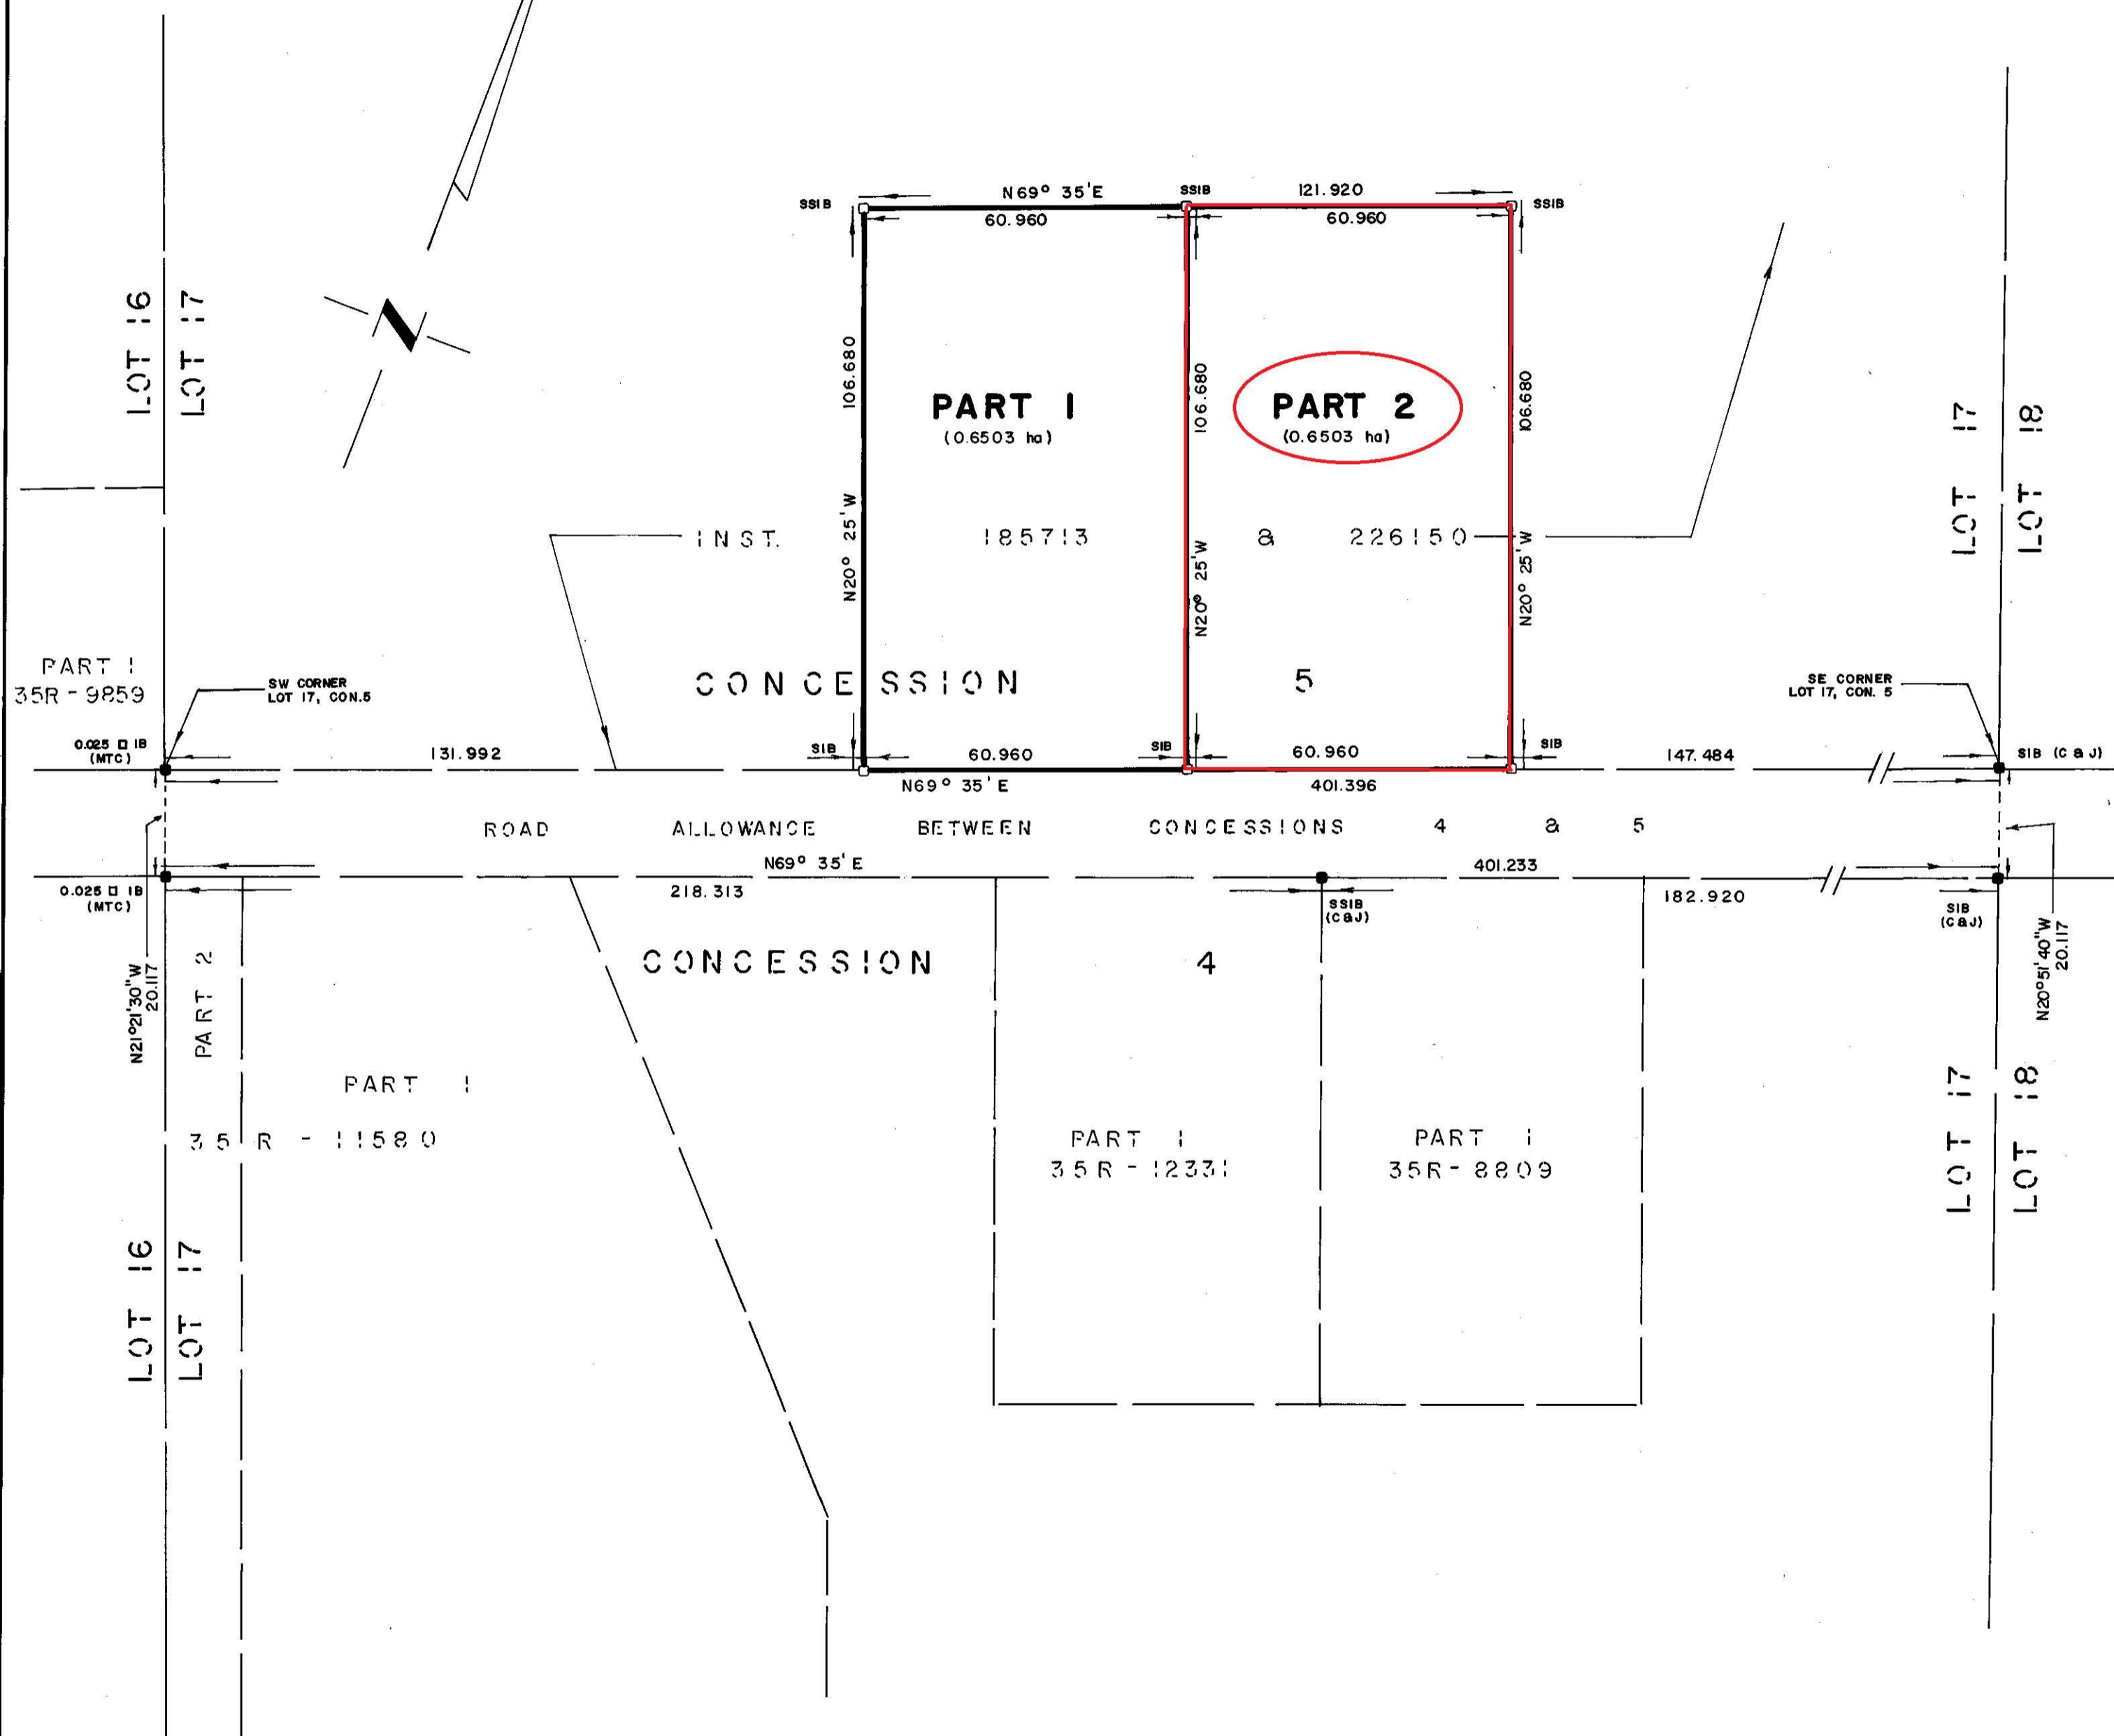 N69° 35' E
SSIB
121.920
SSIB
SSIB
60.960
60.960
LOT 16
LOT 17
N
106.680
106.680
106.680
PART 1
(0.6503 ha)
PART 2
(0.6503 ha)
LOT 17
LOT 18
INST. 185713 & 226150
N20° 25' W
N20° 25' W
N20° 25' W
PART 1
35R-9859
SW CORNER
LOT 17, CON.5
CONCESSION 5
SE CORNER
LOT 17, CON. 5
0.025 □ IB
(MTC)
131.992
SIB
60.960
SIB
60.960
SIB
147.484
SIB (C&J)
N69° 35' E
401.396
ROAD ALLOWANCE BETWEEN CONCESSIONS 4 & 5
N69° 35' E
401.233
0.025 □ IB
(MTC)
218.313
SSIB
(C&J)
182.920
SIB
(C&J)
N21°21'30"W
20.117
PART 2
CONCESSION 4
N20°51'40"W
20.117
PART 1
35R-11580
PART 1
35R-12331
PART 1
35R-8809
LOT 17
LOT 18
LOT 16
LOT 17